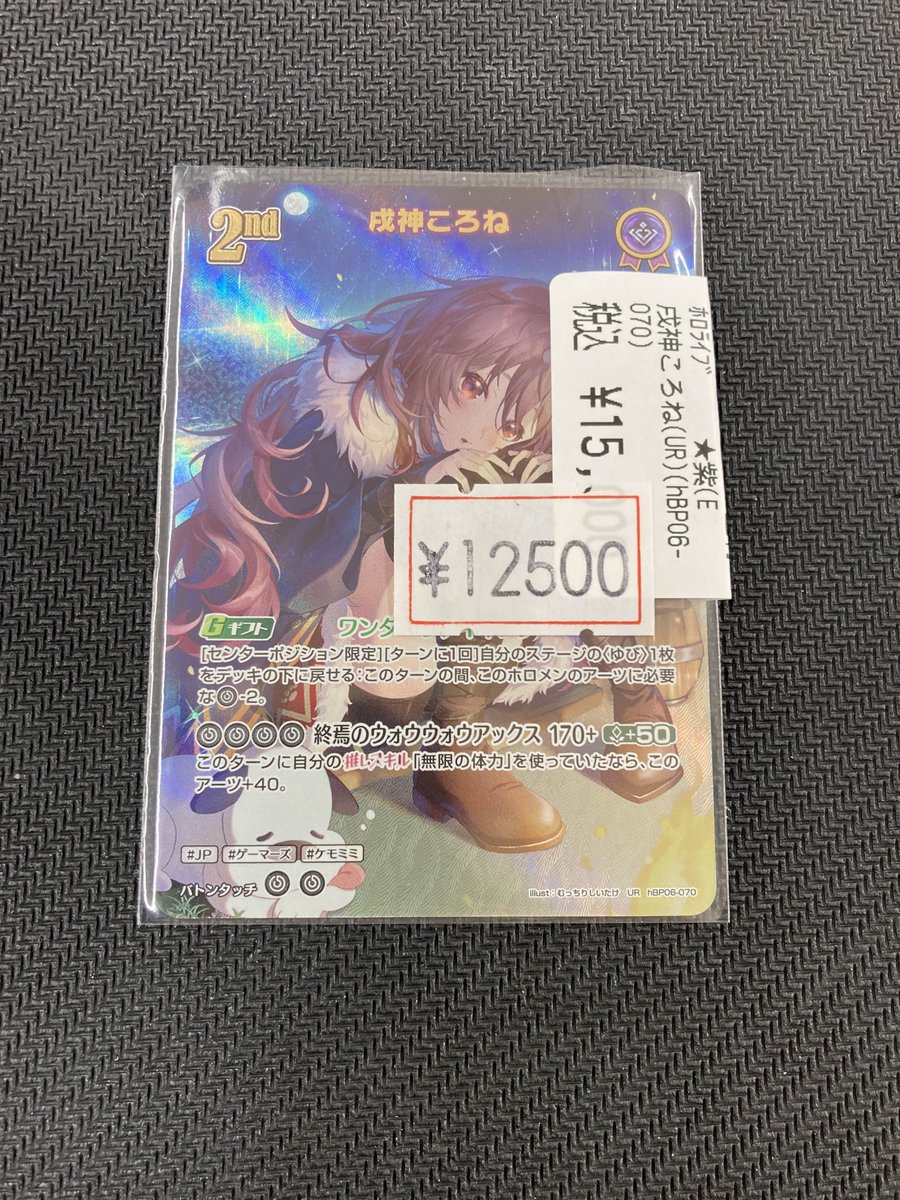 2nd
戌神ころね
ホロライブ ★紫(E
戌神ころね(UR)(hBP06-
070)
税込 ¥15,
¥12500
Gギフト ワンダ
[センターポジション限定][ターンに1回]自分のステージの〈ゆび〉1枚
をデッキの下に戻せる:このターンの間、このホロメンのアーツに必要
な-2。
終焉のウォウウォウアックス 170+ +50
このターンに自分の推しスキル「無限の体力」を使っていたなら、この
アーツ+40。
#JP #ゲーマーズ #ケモミミ
バトンタッチ
illust:むっちりしいたけ UR hBP06-070